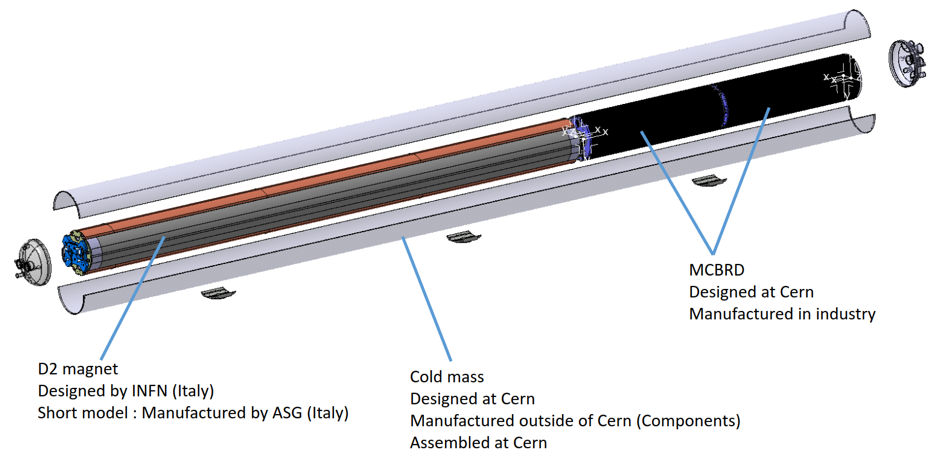 MCBRD
Designed at Cern
Manufactured in industry
D2 magnet
Designed by INFN (Italy)
Short model : Manufactured by ASG (Italy)
Cold mass
Designed at Cern
Manufactured outside of Cern (Components)
Assembled at Cern